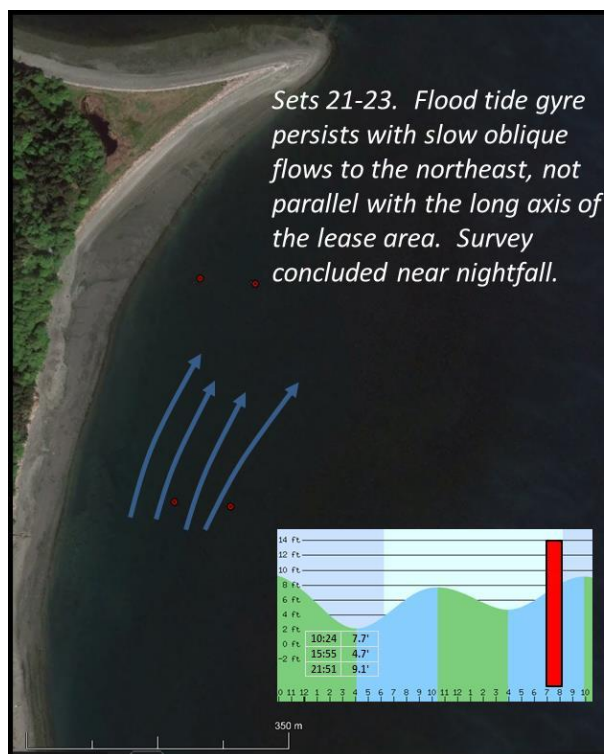 Sets 21-23. Flood tide gyre
persists with slow oblique
flows to the northeast, not
parallel with the long axis of
the lease area. Survey
concluded near nightfall.
14 ft
12 ft
10 ft
8 ft
6 ft
4 ft
2 ft
0 ft
-2 ft
10:24 7.7'
15:55 4.7'
21:51 9.1'
0 11 12 1 2 3 4 5 6 7 8 9 10 11 12 1 2 3 4 5 6 7 8 9 10
350 m